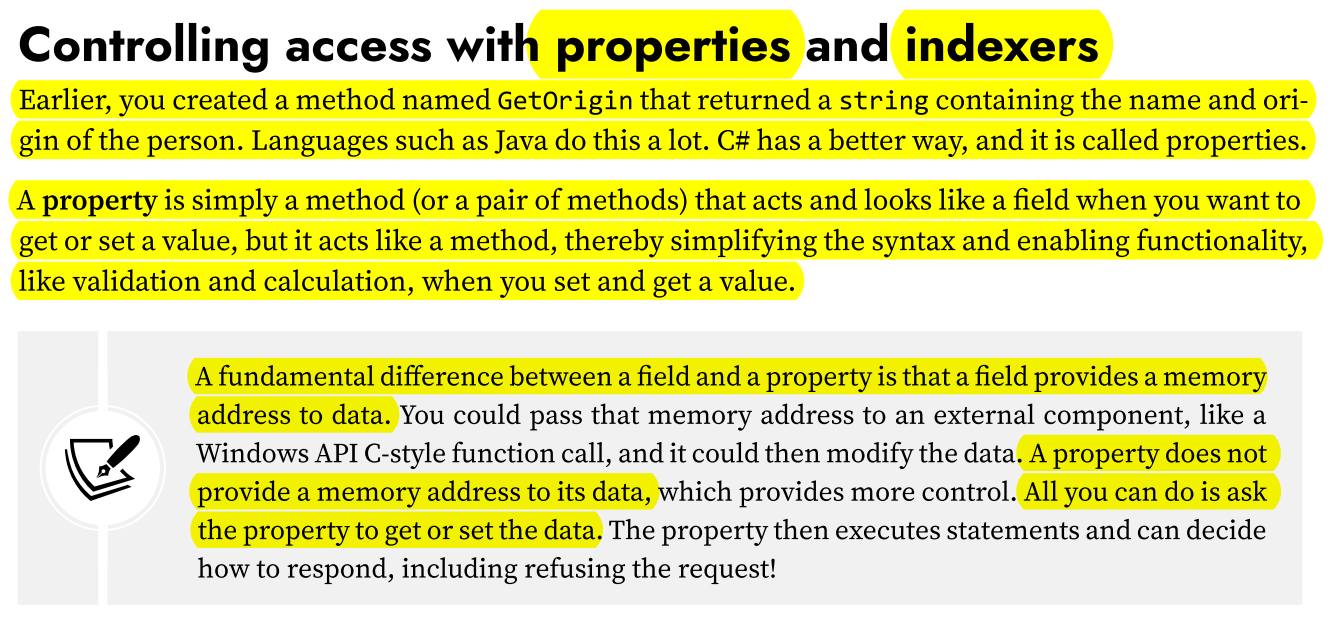 Controlling access with properties and indexers
Earlier, you created a method named GetOrigin that returned a string containing the name and ori-
gin of the person. Languages such as Java do this a lot. C# has a better way, and it is called properties.
A property is simply a method (or a pair of methods) that acts and looks like a field when you want to
get or set a value, but it acts like a method, thereby simplifying the syntax and enabling functionality,
like validation and calculation, when you set and get a value.
A fundamental difference between a field and a property is that a field provides a memory
address to data. You could pass that memory address to an external component, like a
Windows API C-style function call, and it could then modify the data. A property does not
provide a memory address to its data, which provides more control. All you can do is ask
the property to get or set the data. The property then executes statements and can decide
how to respond, including refusing the request!